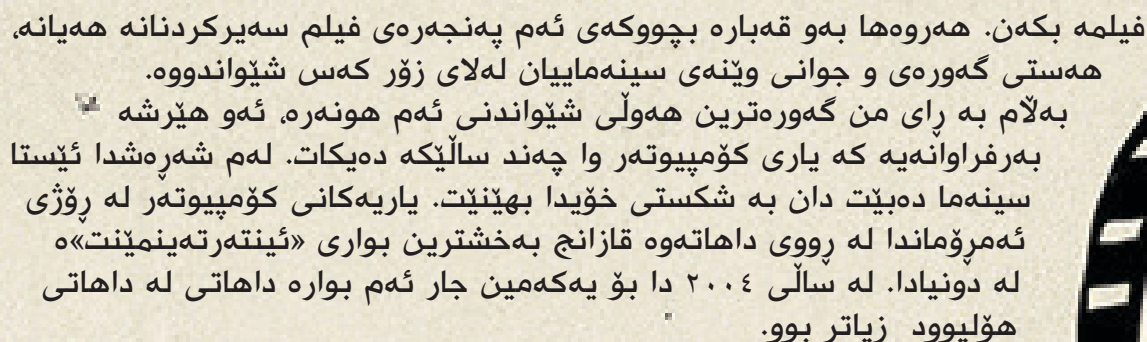 فیلمە بکەن. هەروەها بەو قەبارە بچووکەی ئەم پەنجەرەی فیلم سەیرکردنانە هەیانە،
هەستی گەورەی و جوانی وێنەی سینەماییان لەلای زۆر کەس شێواندووە.
بەڵام بە ڕای من گەورەترین هەوڵی شێواندنی ئەم هونەرە، ئەو هێرشە
بەرفراوانەیە کە یاری کۆمپیوتەر وا چەند ساڵێکە دەیکات. لەم شەڕەشدا ئێستا
سینەما دەبێت دان بە شکستی خۆیدا بهێنێت. یاریەکانی کۆمپیوتەر لە ڕۆژی
ئەمڕۆماندا لە ڕووی داهاتەوە قازانج بەخشترین بواری «ئینتەرتەینمێنت»ە
لە دونیادا. لە ساڵی ٢٠٠٤ دا بۆ یەکەمین جار ئەم بوارە داهاتی لە داهاتی
هۆلیوود زیاتر بوو.